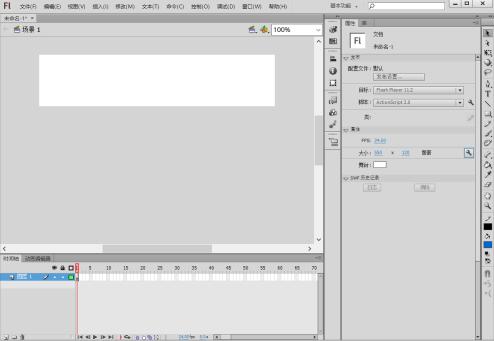 Fl 文件(F) 编辑(E) 视图(V) 插入(I) 修改(M) 文本(T) 命令(C) 控制(O) 调试(D) 窗口(W) 帮助(H) 基本功能
未命名-1* ×
场景 1 100%
属性 库
Fl 文档
未命名-1
发布
配置文件: 默认
发布设置...
目标: Flash Player 11.2
脚本: ActionScript 3.0
类:
属性
FPS: 24.00
大小: 550 x 120 像素
舞台:
SWF 历史记录
日志 清除
时间轴 动画编辑器
1 5 10 15 20 25 30 35 40 45 50 55 60 65 70
图层 1
1 24.00 fps 0.0 s